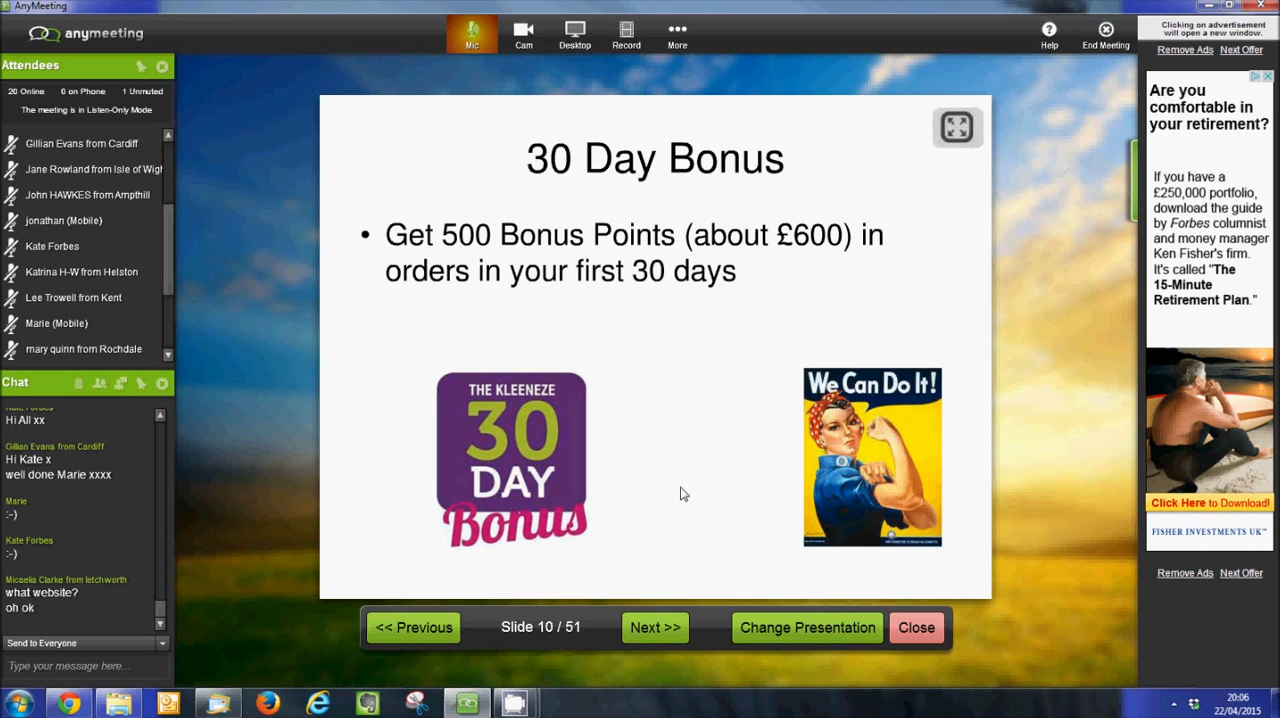 AnyMeeting
anymeeting
Mic
Cam
Desktop
Record
More
Help
End Meeting
Clicking on advertisement
will open a new window.
Remove Ads
Next Offer
Attendees
20 Online
0 on Phone
1 Unmuted
The meeting is in Listen-Only Mode
Gillian Evans from Cardiff
Jane Rowland from Isle of Wigh
John HAWKES from Ampthill
jonathan (Mobile)
Kate Forbes
Katrina H-W from Helston
Lee Trowell from Kent
Marie (Mobile)
mary quinn from Rochdale
Chat
Kate Forbes
Hi All xx
Gillian Evans from Cardiff
Hi Kate x
well done Marie xxxx
Marie
:-)
Kate Forbes
:-)
Micaelia Clarke from letchworth
what website?
oh ok
Send to Everyone
Type your message here...
30 Day Bonus
• Get 500 Bonus Points (about £600) in
orders in your first 30 days
THE KLEENEZE
30
DAY
Bonus
We Can Do It!
<< Previous
Slide 10 / 51
Next >>
Change Presentation
Close
Are you
comfortable in
your retirement?
If you have a
£250,000 portfolio,
download the guide
by Forbes columnist
and money manager
Ken Fisher's firm.
It's called "The
15-Minute
Retirement Plan."
Click Here to Download!
FISHER INVESTMENTS UK™
Remove Ads
Next Offer
20:06
22/04/2015